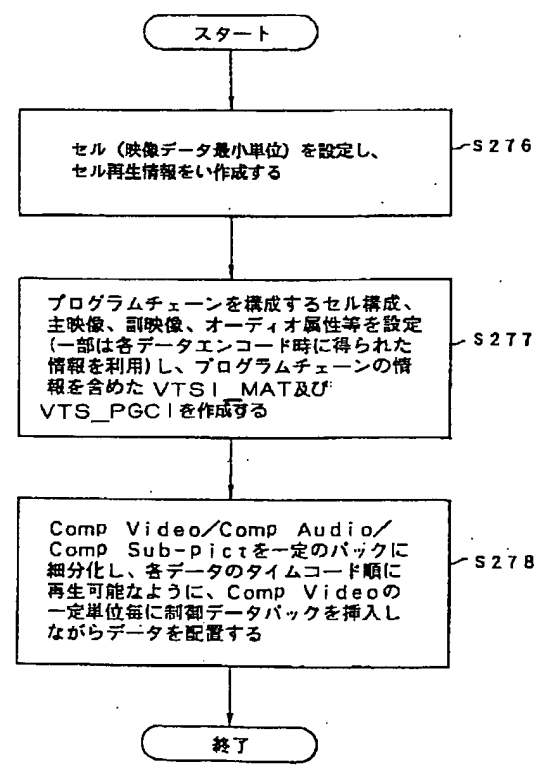 スタート
セル（映像データ最小単位）を設定し、
セル再生情報をい作成する
S276
プログラムチェーンを構成するセル構成、
主映像、副映像、オーディオ属性等を設定
(一部は各データエンコード時に得られた
情報を利用)し、プログラムチェーンの情
報を含めた VTSI_MAT及び
VTS_PGCIを作成する
S277
Comp Video/Comp Audio/
Comp Sub-pictを一定のパックに
細分化し、各データのタイムコード順に
再生可能なように、Comp Videoの
一定単位毎に制御データパックを挿入し
ながらデータを配置する
S278
終了